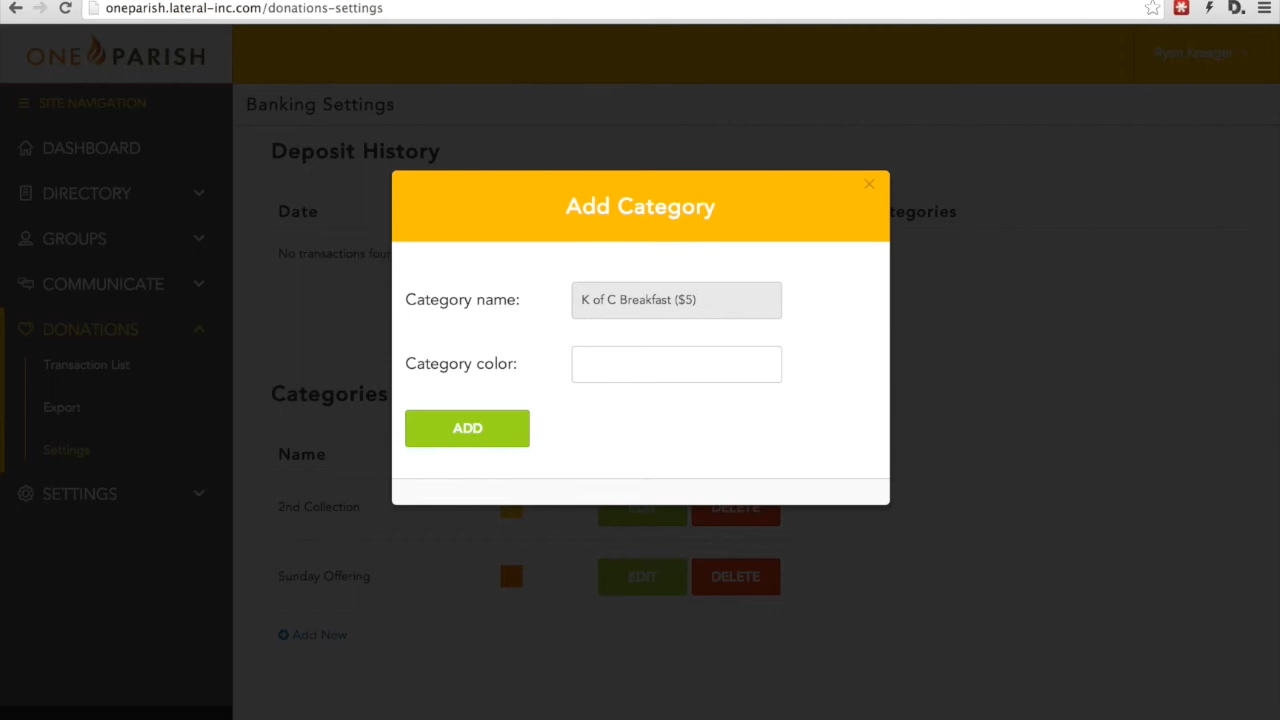 oneparish.lateral-inc.com/donations-settings
ONE PARISH
SITE NAVIGATION
Banking Settings
DASHBOARD
Deposit History
DIRECTORY
Add Category
Date
GROUPS
No transactions foun
COMMUNICATE
Category name:
K of C Breakfast ($5)
DONATIONS
Transaction List
Category color:
Categories
Export
ADD
Settings
Name
SETTINGS
2nd Collection
EDIT
DELETE
Sunday Offering
EDIT
DELETE
Add New